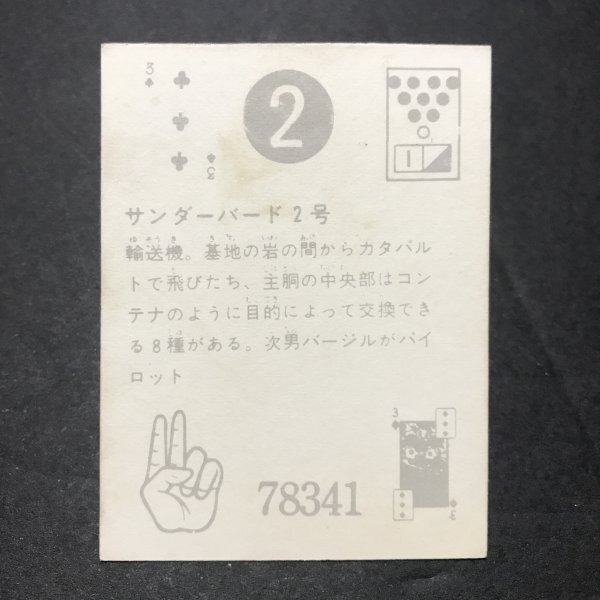 3
2
1
3
サンダーバード2号
輸送機。基地の岩の間からカタパル
トで飛びたち、主胴の中央部はコン
テナのように目的によって交換でき
る8種がある。次男バージルがパイ
ロット
3
78341
3